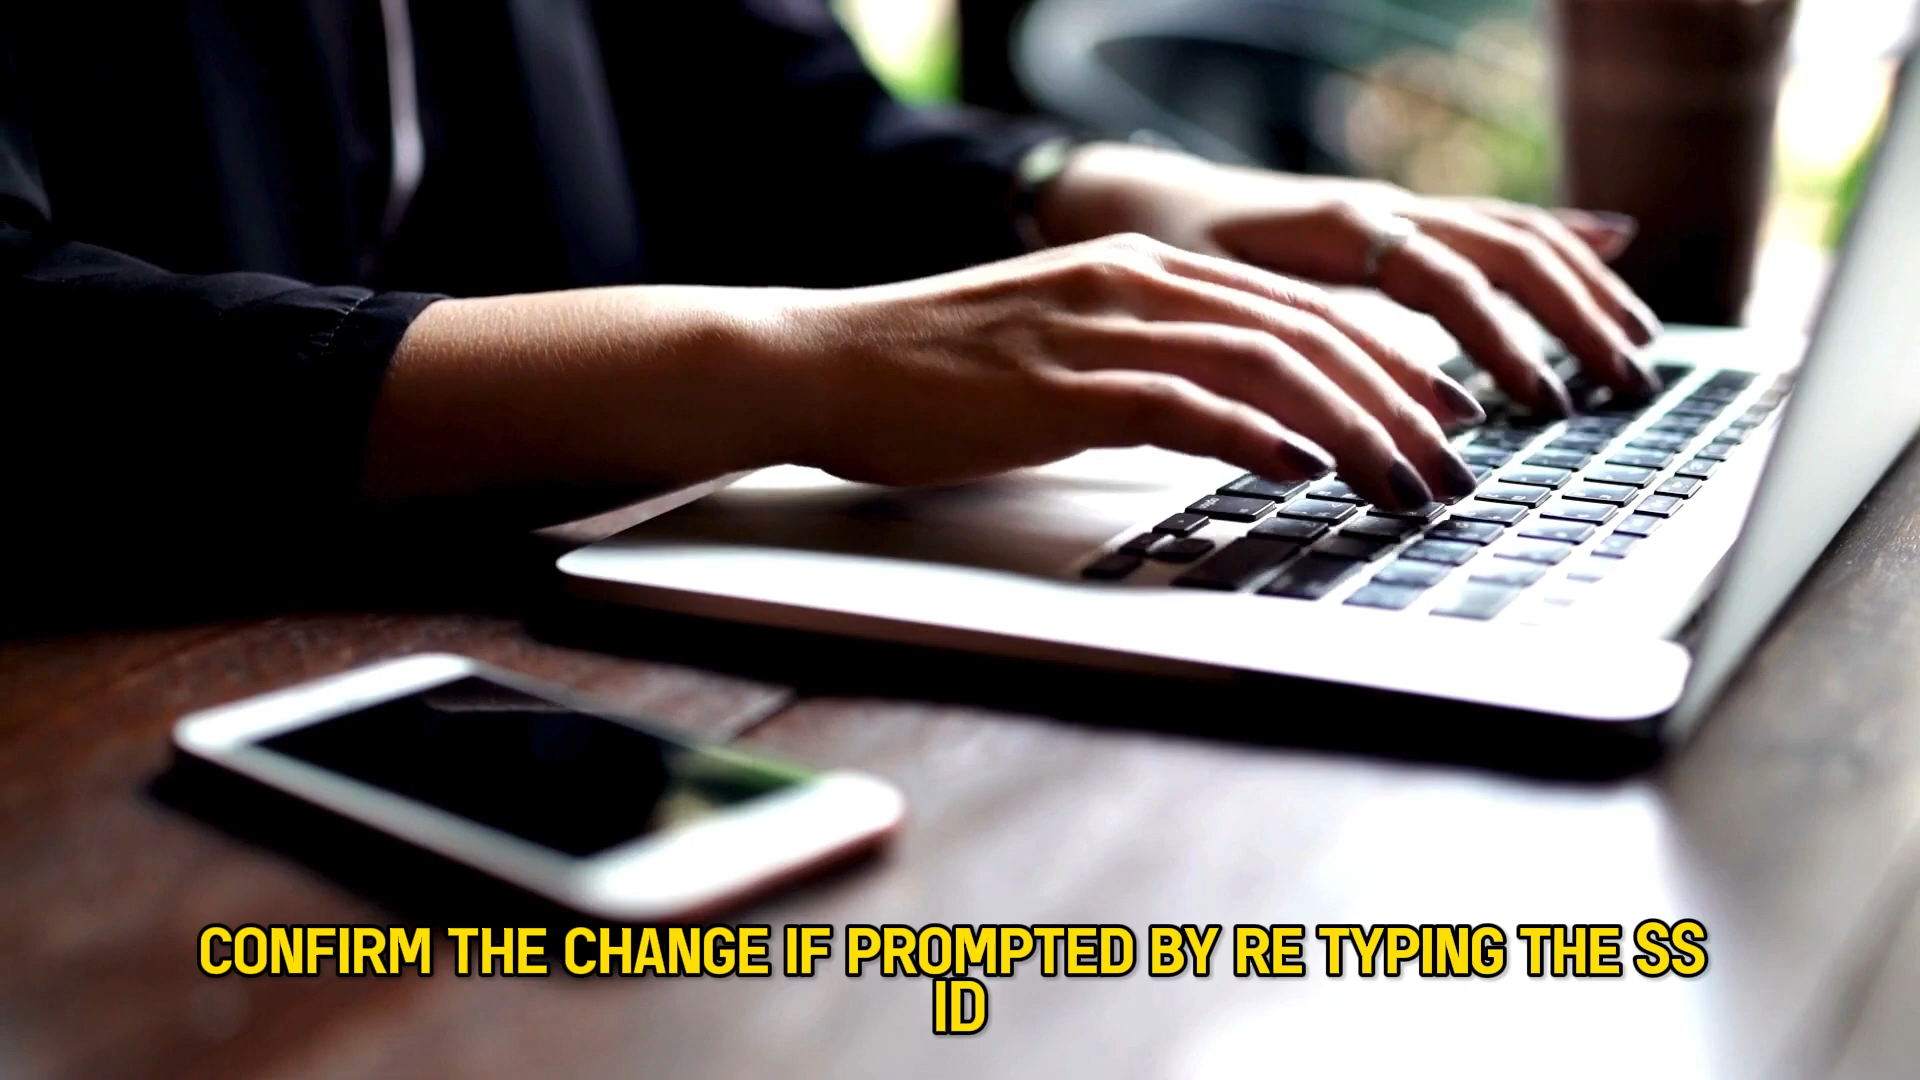 CONFIRM THE CHANGE IF PROMPTED BY RE TYPING THE SS
ID